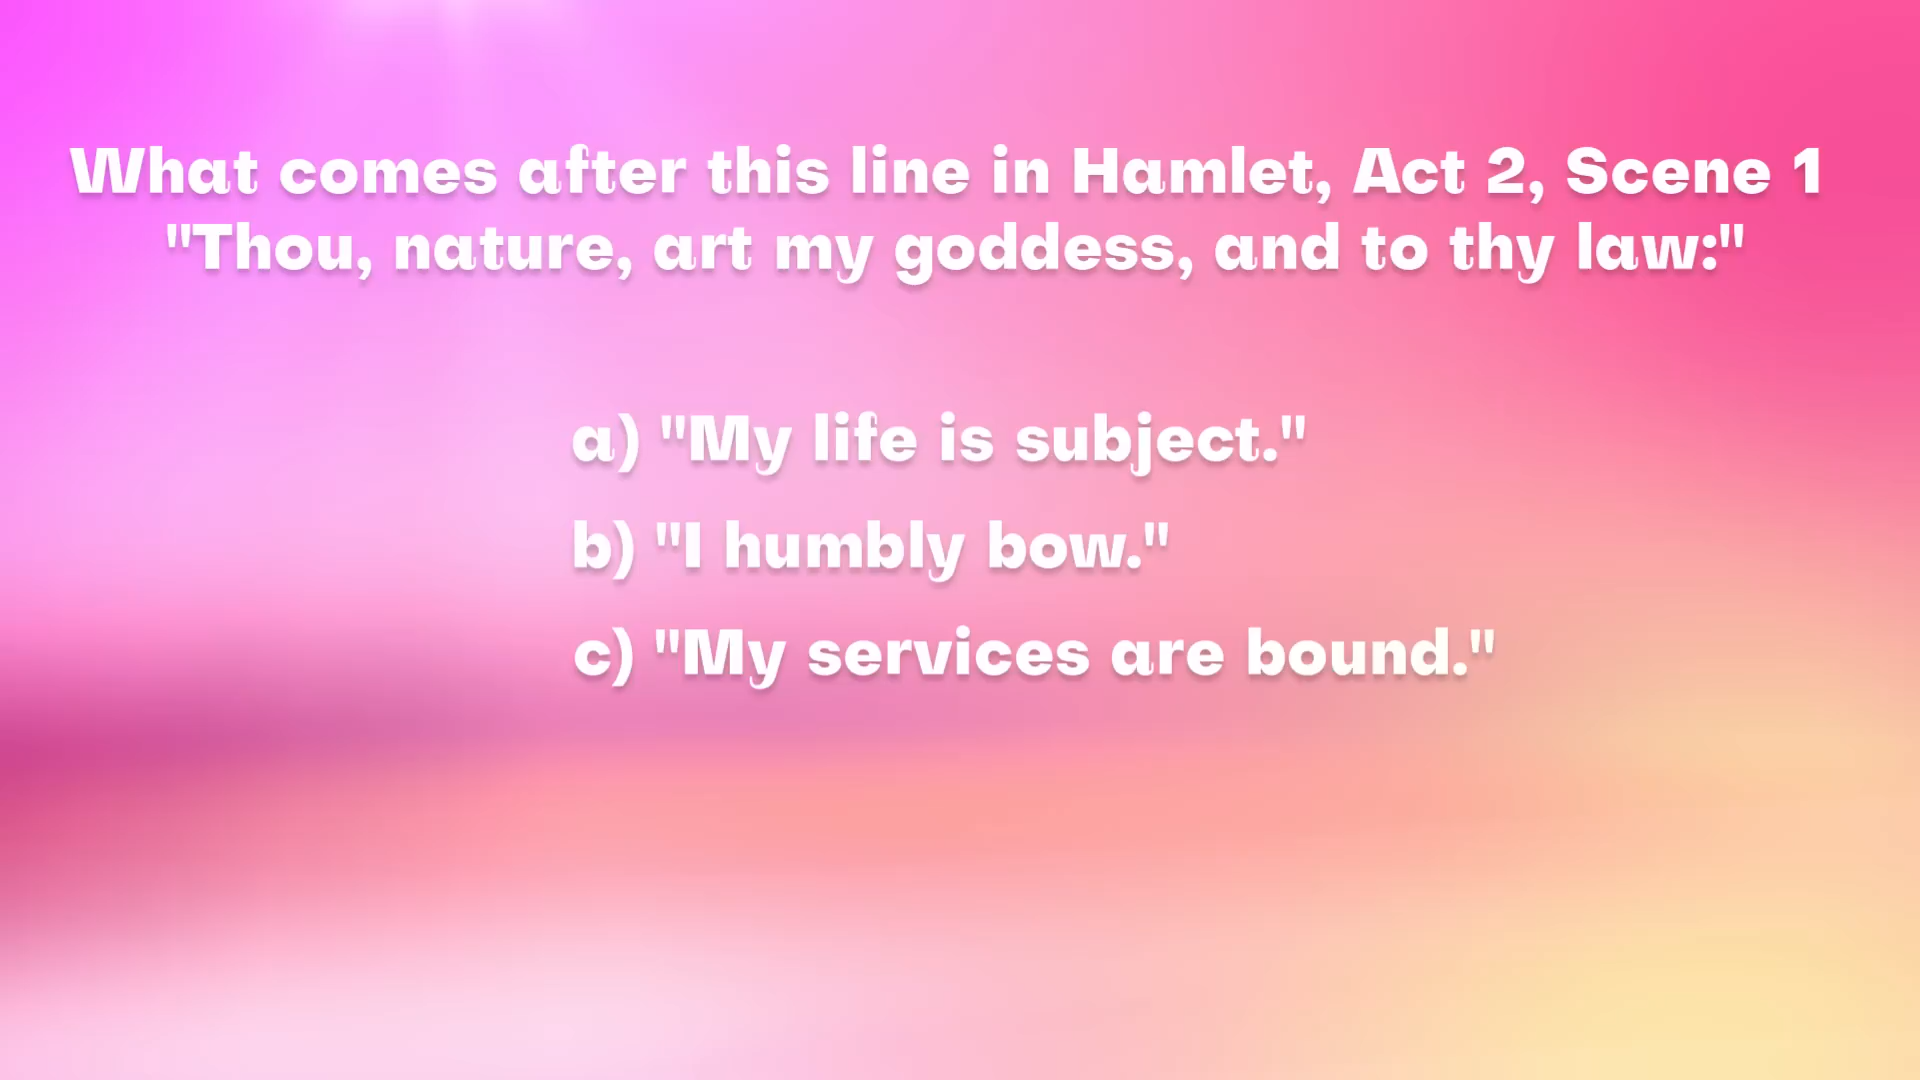 What comes after this line in Hamlet, Act 2, Scene 1
"Thou, nature, art my goddess, and to thy law:"
a) "My life is subject."
b) "I humbly bow."
c) "My services are bound."